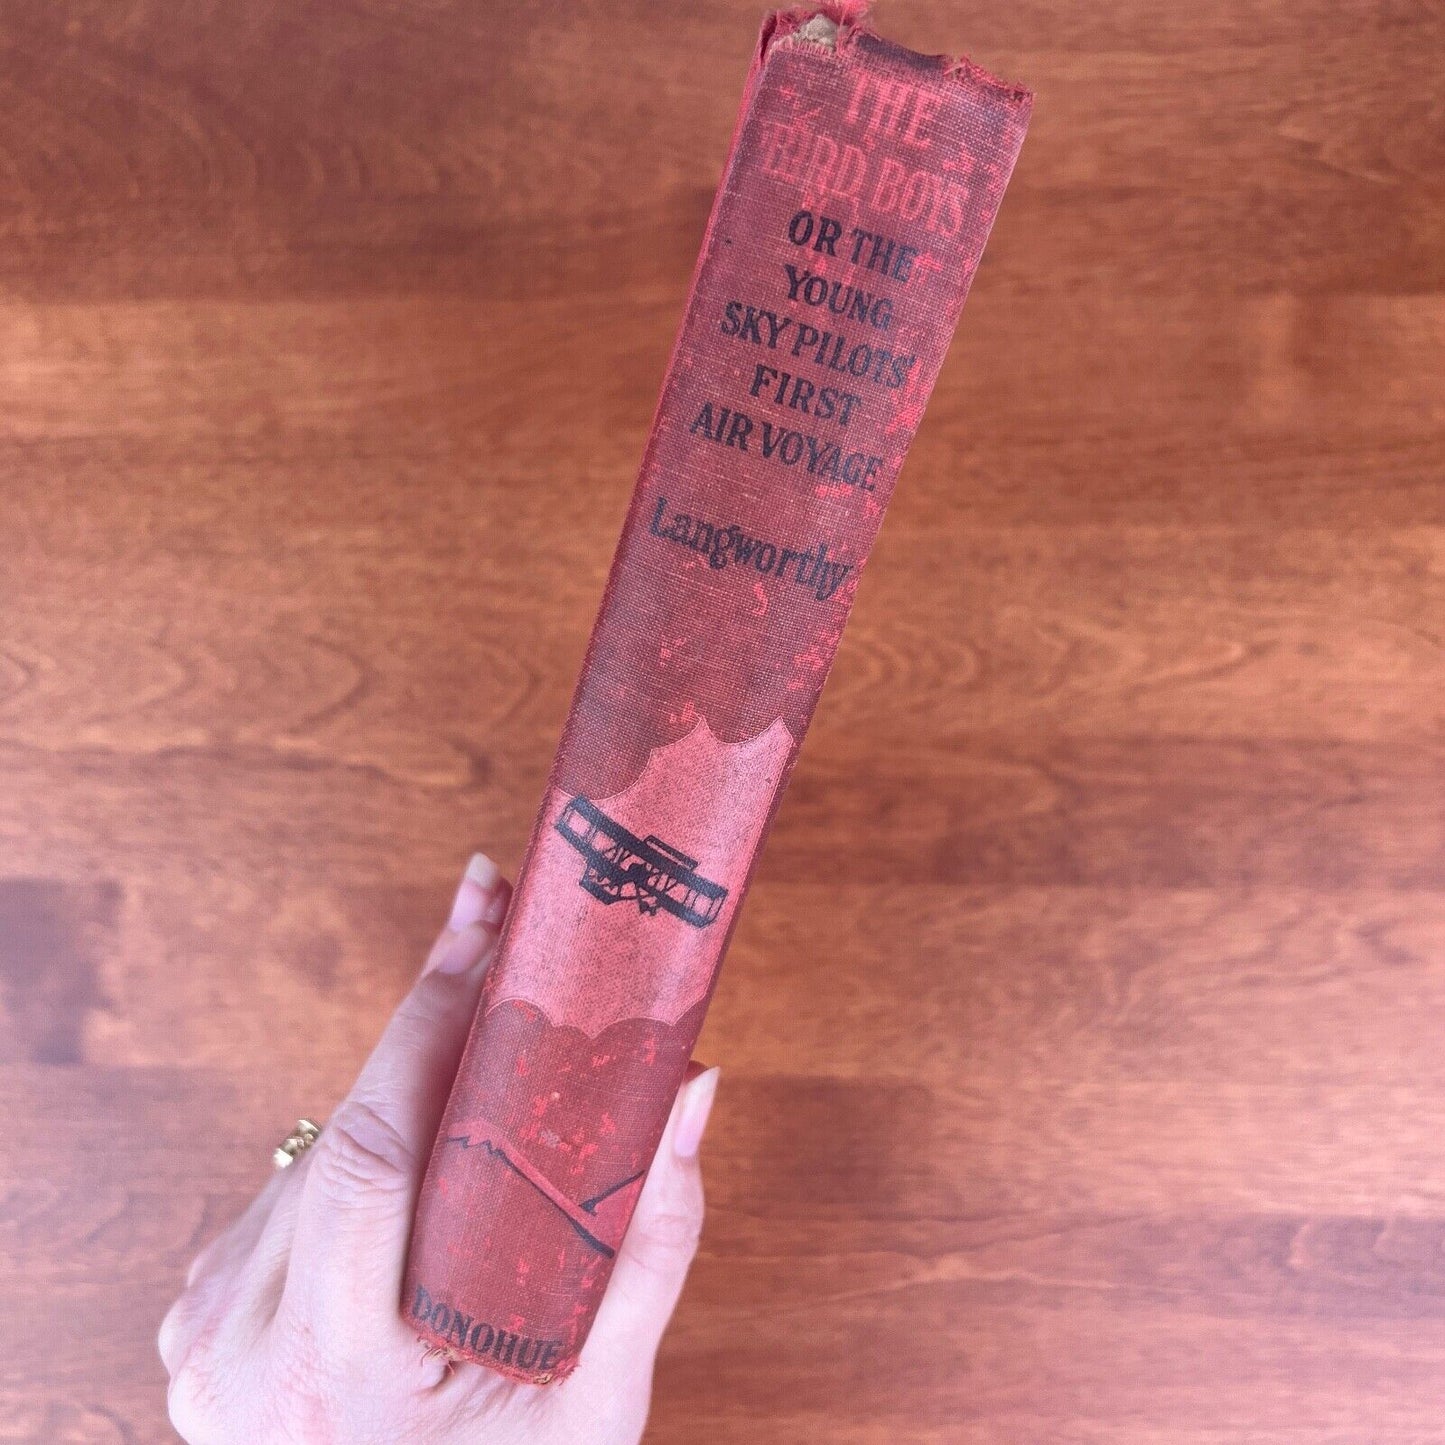 THE
BIRD BOYS
OR THE
YOUNG
SKY PILOTS'
FIRST
AIR VOYAGE
Langworthy
DONOHUE